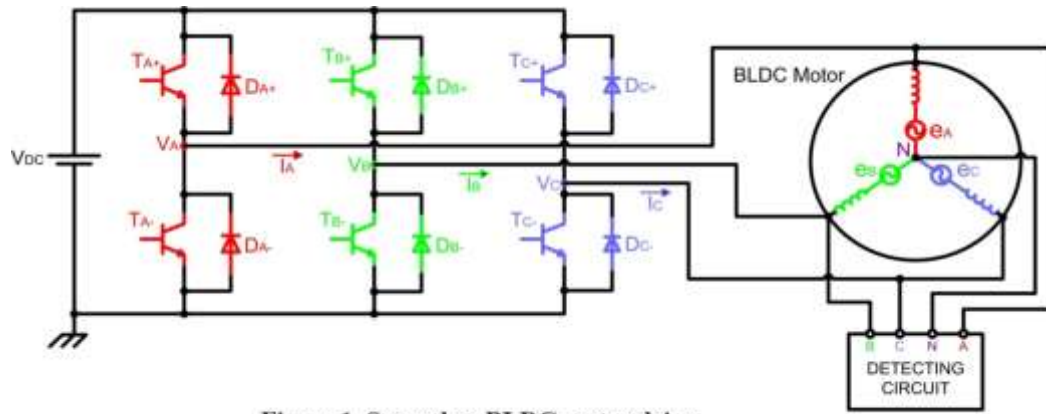 TA+
DA+
TB+
DB+
TC+
DC+
BLDC Motor
VDC
VA
IA
VB
IB
VC
IC
eA
N
eB
eC
TA-
DA-
TB-
DB-
TC-
DC-
B C N A
DETECTING
CIRCUIT